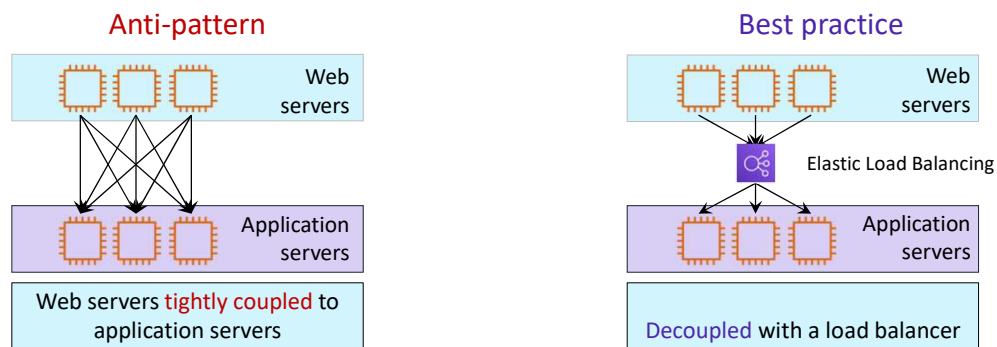 Anti-pattern
Web
servers
Application
servers
Web servers tightly coupled to
application servers
Best practice
Web
servers
Elastic Load Balancing
Application
servers
Decoupled with a load balancer